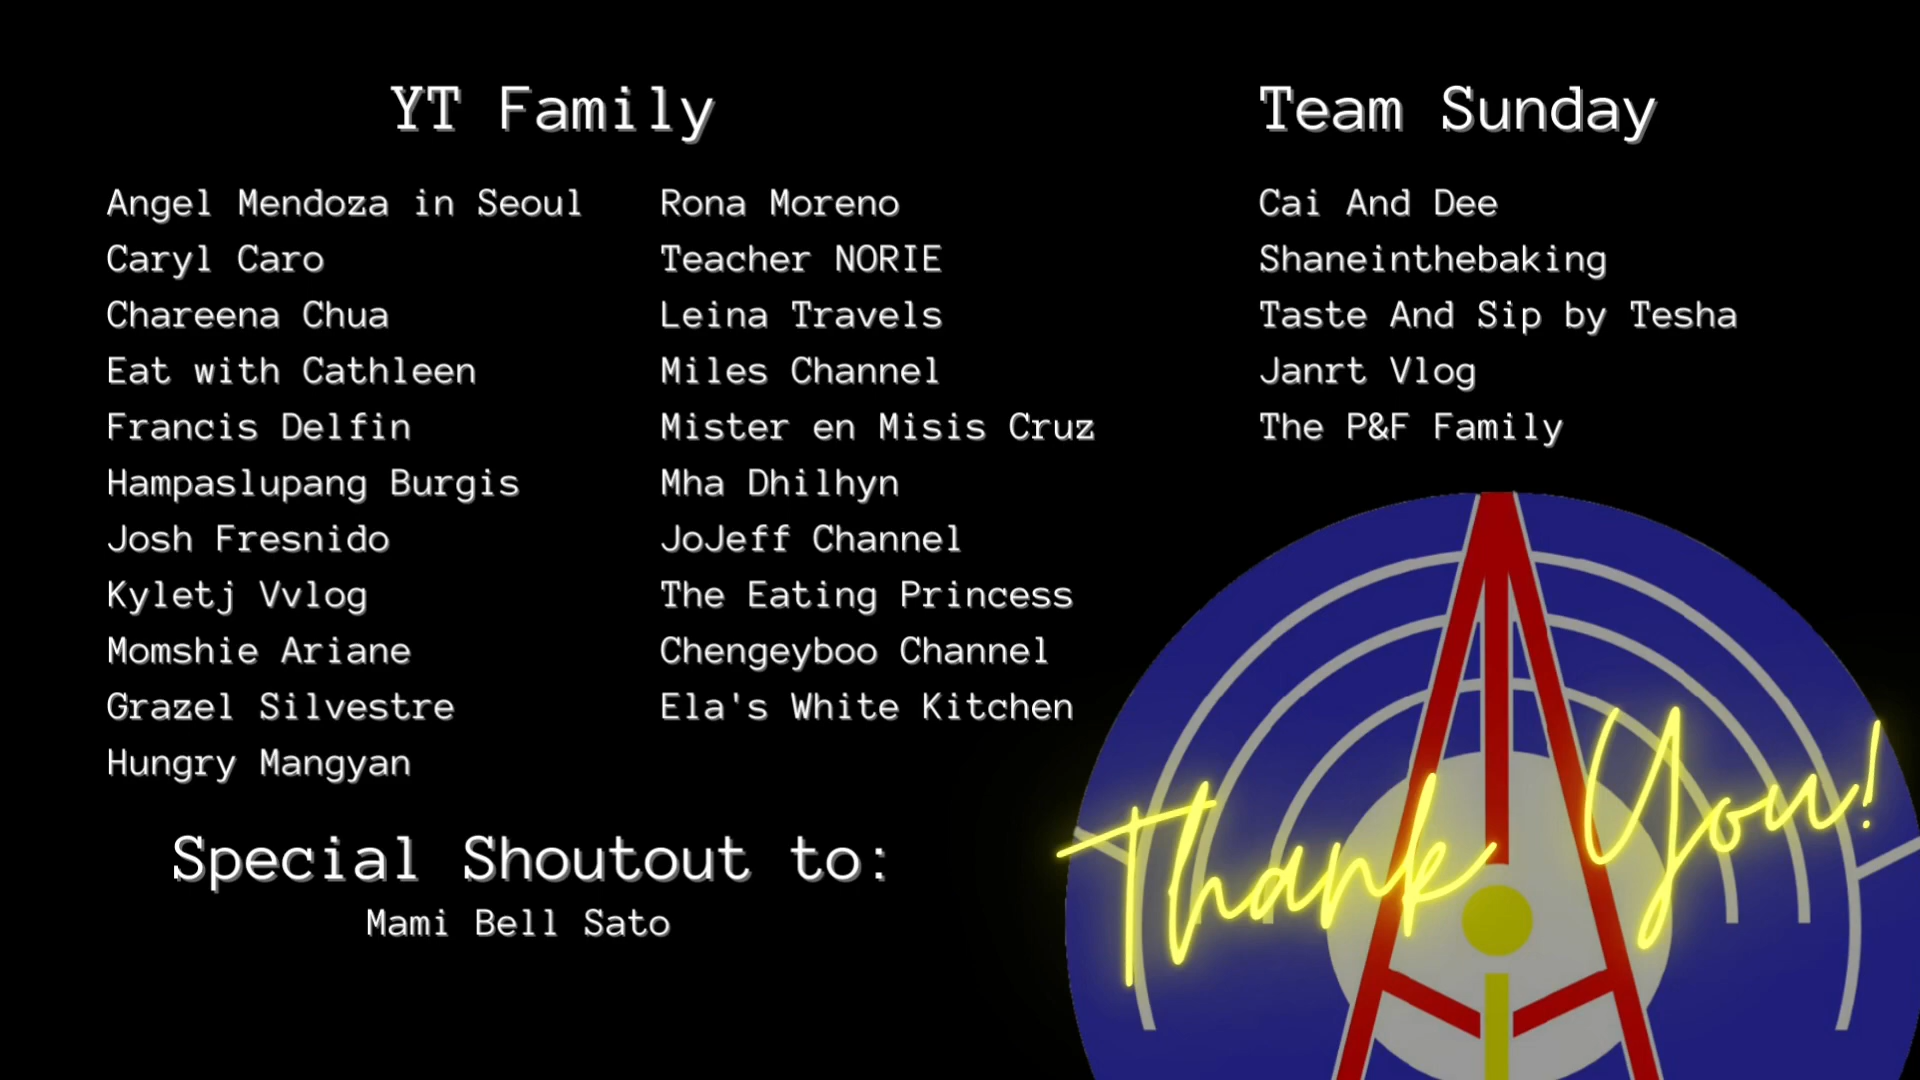 YT Family
Angel Mendoza in Seoul
Caryl Caro
Chareena Chua
Eat with Cathleen
Francis Delfin
Hampaslupang Burgis
Josh Fresnido
Kyletj Vvlog
Momshie Ariane
Grazel Silvestre
Hungry Mangyan
Rona Moreno
Teacher NORIE
Leina Travels
Miles Channel
Mister en Misis Cruz
Mha Dhilhyn
JoJeff Channel
The Eating Princess
Chengeyboo Channel
Ela's White Kitchen
Team Sunday
Cai And Dee
Shaneinthebaking
Taste And Sip by Tesha
Janrt Vlog
The P&F Family
Special Shoutout to:
Mami Bell Sato
Thank You!